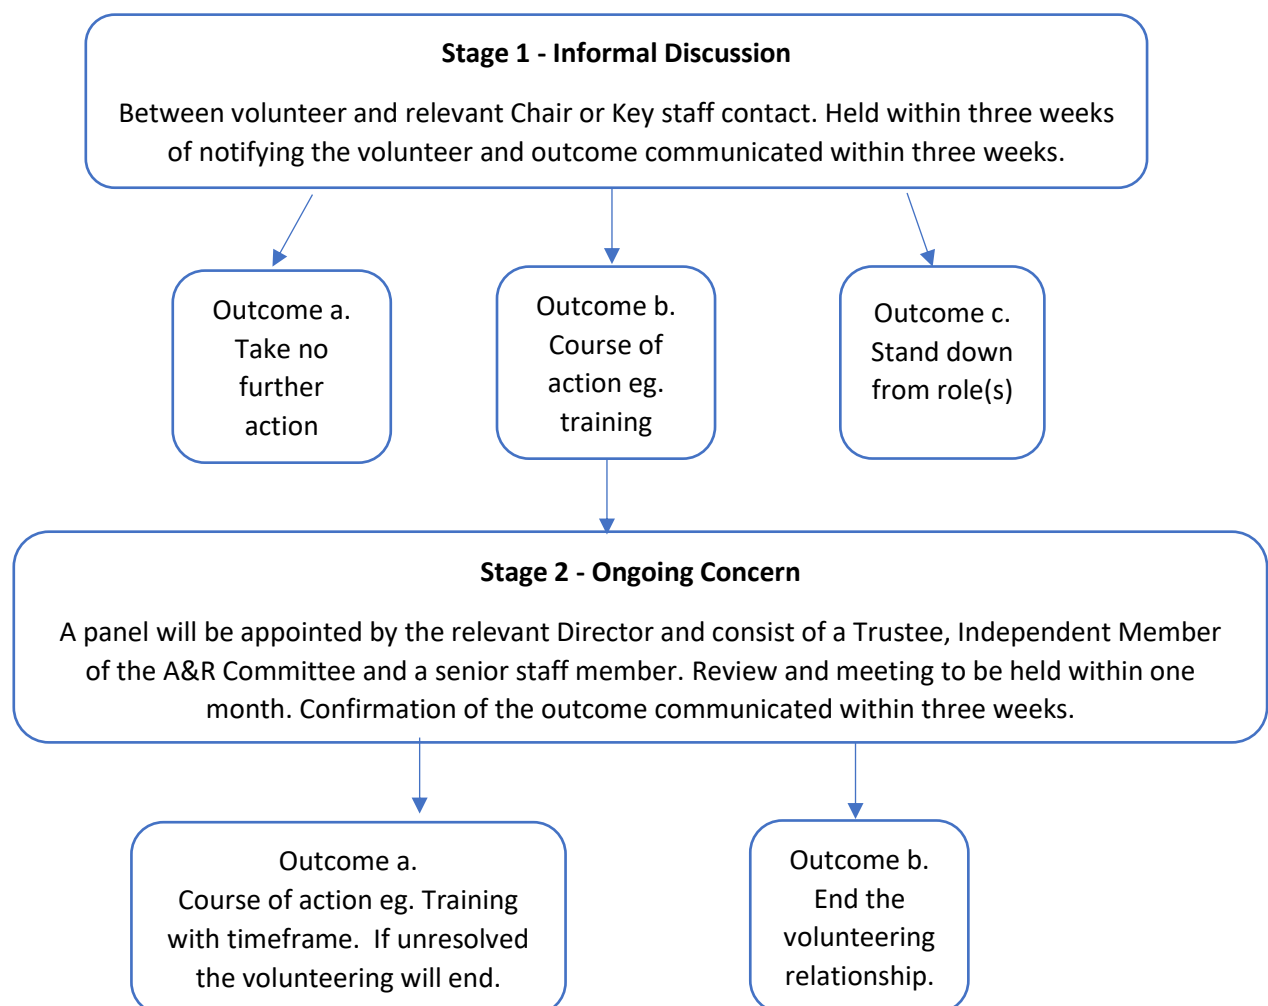 Stage 1 - Informal Discussion
Between volunteer and relevant Chair or Key staff contact. Held within three weeks
of notifying the volunteer and outcome communicated within three weeks.
Outcome a.
Take no
further
action
Outcome b.
Course of
action eg.
training
Outcome c.
Stand down
from role(s)
Stage 2 - Ongoing Concern
A panel will be appointed by the relevant Director and consist of a Trustee, Independent Member
of the A&R Committee and a senior staff member. Review and meeting to be held within one
month. Confirmation of the outcome communicated within three weeks.
Outcome a.
Course of action eg. Training
with timeframe.  If unresolved
the volunteering will end.
Outcome b.
End the
volunteering
relationship.